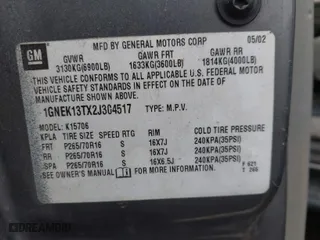 GM
MFD BY GENERAL MOTORS CORP 05/02
GVWR GAWR FRT GAWR RR
3130KG(6900LB) 1633KG(3600LB) 1814KG(4000LB)
THIS VEHICLE CONFORMS TO ALL APPLICABLE U.S. FEDERAL MOTOR
VEHICLE SAFETY STANDARDS IN EFFECT ON THE DATE OF
MANUFACTURE SHOWN ABOVE.
1GNEK13TX2J304517 TYPE: M.P.V.
MODEL: K15706
KPLA TIRE SIZE SPEED RTG RIM COLD TIRE PRESSURE
FRT P265/70R16 S 16X7J 240KPA(35PSI)
RR P265/70R16 S 16X7J 240KPA(35PSI)
SPA P265/70R16 S 16X6.5J 240KPA(35PSI)
SEE OWNER'S MANUAL FOR MORE INFORMATION.